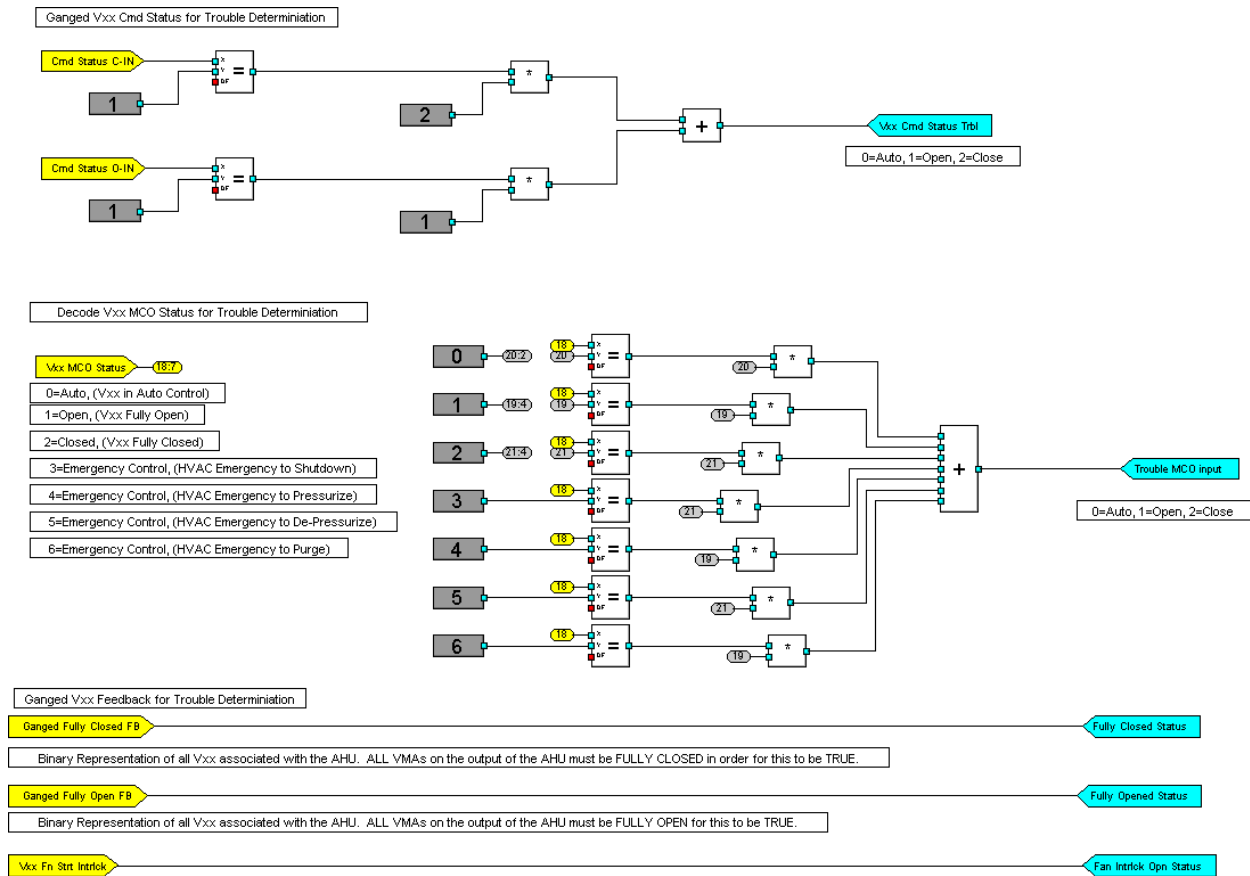 Ganged Vxx Cmd Status for Trouble Determiniation
Cmd Status C-IN
X
V
DF
=
1
2
*
+
Vxx Cmd Status Trbl
0=Auto, 1=Open, 2=Close
Cmd Status O-IN
X
V
DF
=
1
1
*
Decode Vxx MCO Status for Trouble Determiniation
Vxx MCO Status
18:7
0=Auto, (Vxx in Auto Control)
1=Open, (Vxx Fully Open)
2=Closed, (Vxx Fully Closed)
3=Emergency Control, (HVAC Emergency to Shutdown)
4=Emergency Control, (HVAC Emergency to Pressurize)
5=Emergency Control, (HVAC Emergency to De-Pressurize)
6=Emergency Control, (HVAC Emergency to Purge)
0 20:2 18 20 X V DF = 20 *
1 19:4 18 19 X V DF = 19 *
2 21:4 18 21 X V DF = 21 *
3 18 X V DF = 21 *
4 18 X V DF = 19 *
5 18 X V DF = 21 *
6 18 X V DF = 19 *
+
Trouble MCO input
0=Auto, 1=Open, 2=Close
Ganged Vxx Feedback for Trouble Determiniation
Ganged Fully Closed FB
Fully Closed Status
Binary Representation of all Vxx associated with the AHU. ALL VMAs on the output of the AHU must be FULLY CLOSED in order for this to be TRUE.
Ganged Fully Open FB
Fully Opened Status
Binary Representation of all Vxx associated with the AHU. ALL VMAs on the output of the AHU must be FULLY OPEN for this to be TRUE.
Vxx Fn Strt Intrlck
Fan Intrlck Opn Status